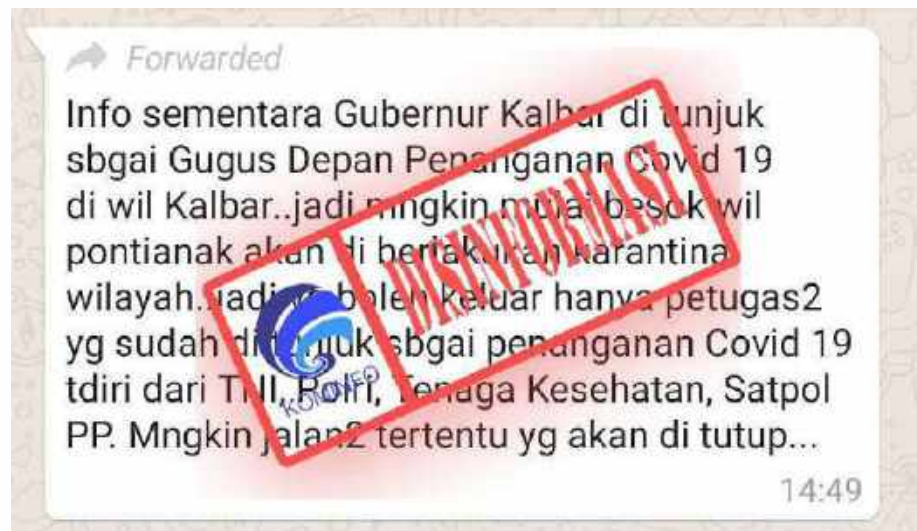 Forwarded
Info sementara Gubernur Kalbar di tunjuk
sbgai Gugus Depan Penanganan Covid 19
di wil Kalbar..jadi mngkin mulai besok wil
pontianak akan di berlakukan karantina
wilayah..jadi yg boleh keluar hanya petugas2
yg sudah di tunjuk sbgai penanganan Covid 19
tdiri dari TNI, Polri, Tenaga Kesehatan, Satpol
PP. Mngkin jalan2 tertentu yg akan di tutup...
14:49
DISINFORMASI
KOMINFO